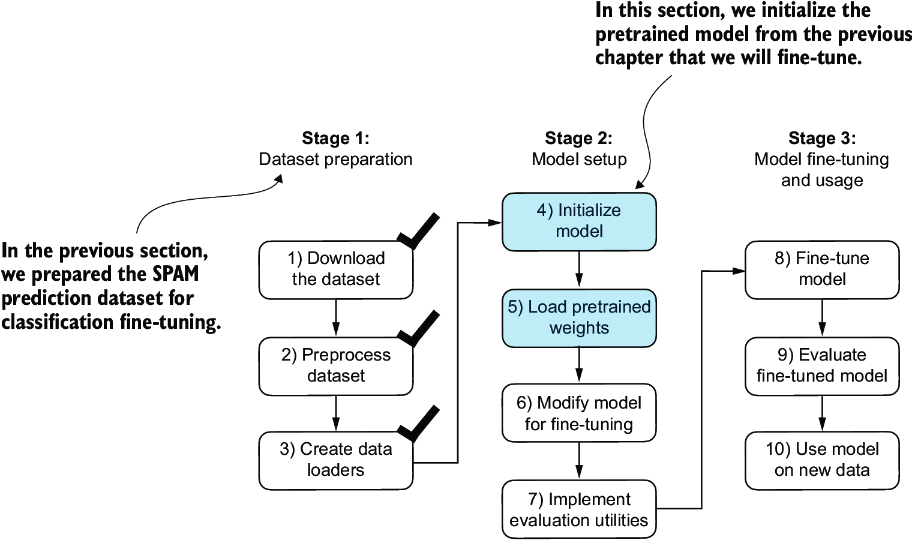 In this section, we initialize the
pretrained model from the previous
chapter that we will fine-tune.
Stage 1:
Dataset preparation
Stage 2:
Model setup
Stage 3:
Model fine-tuning
and usage
In the previous section,
we prepared the SPAM
prediction dataset for
classification fine-tuning.
1) Download
the dataset
2) Preprocess
dataset
3) Create data
loaders
4) Initialize
model
5) Load pretrained
weights
6) Modify model
for fine-tuning
7) Implement
evaluation utilities
8) Fine-tune
model
9) Evaluate
fine-tuned model
10) Use model
on new data